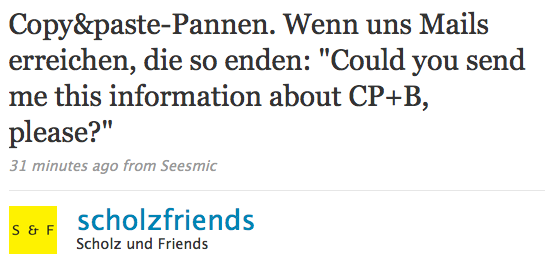 Copy&paste-Pannen. Wenn uns Mails
erreichen, die so enden: "Could you send
me this information about CP+B,
please?"
31 minutes ago from Seesmic
S & F
scholzfriends
Scholz und Friends